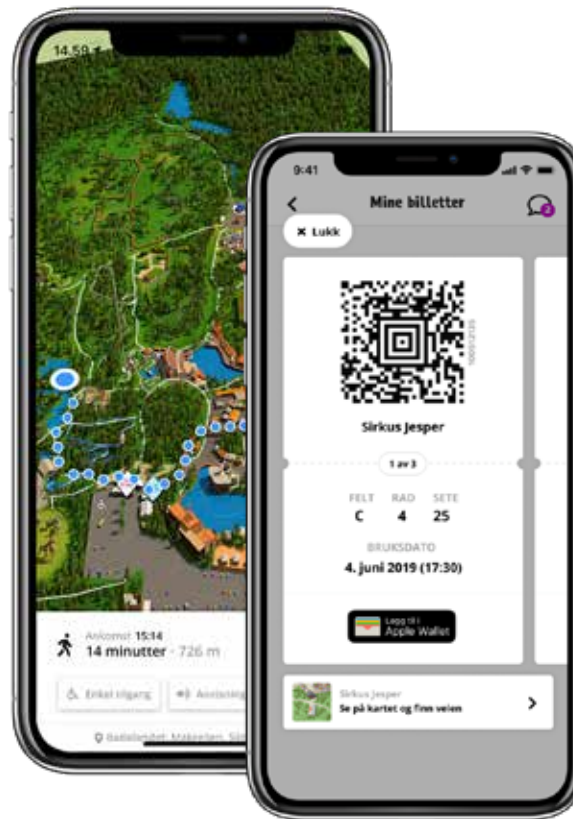 14.59
Ankomst 15:14
14 minutter · 726 m
Enkel tilgang
9:41
Mine billetter
2
× Lukk
Sirkus Jesper
1 av 3
FELT RAD SETE
C 4 25
BRUKSDATO
4. juni 2019 (17:30)
Legg til i
Apple Wallet
Sirkus Jesper
Se på kartet og finn veien